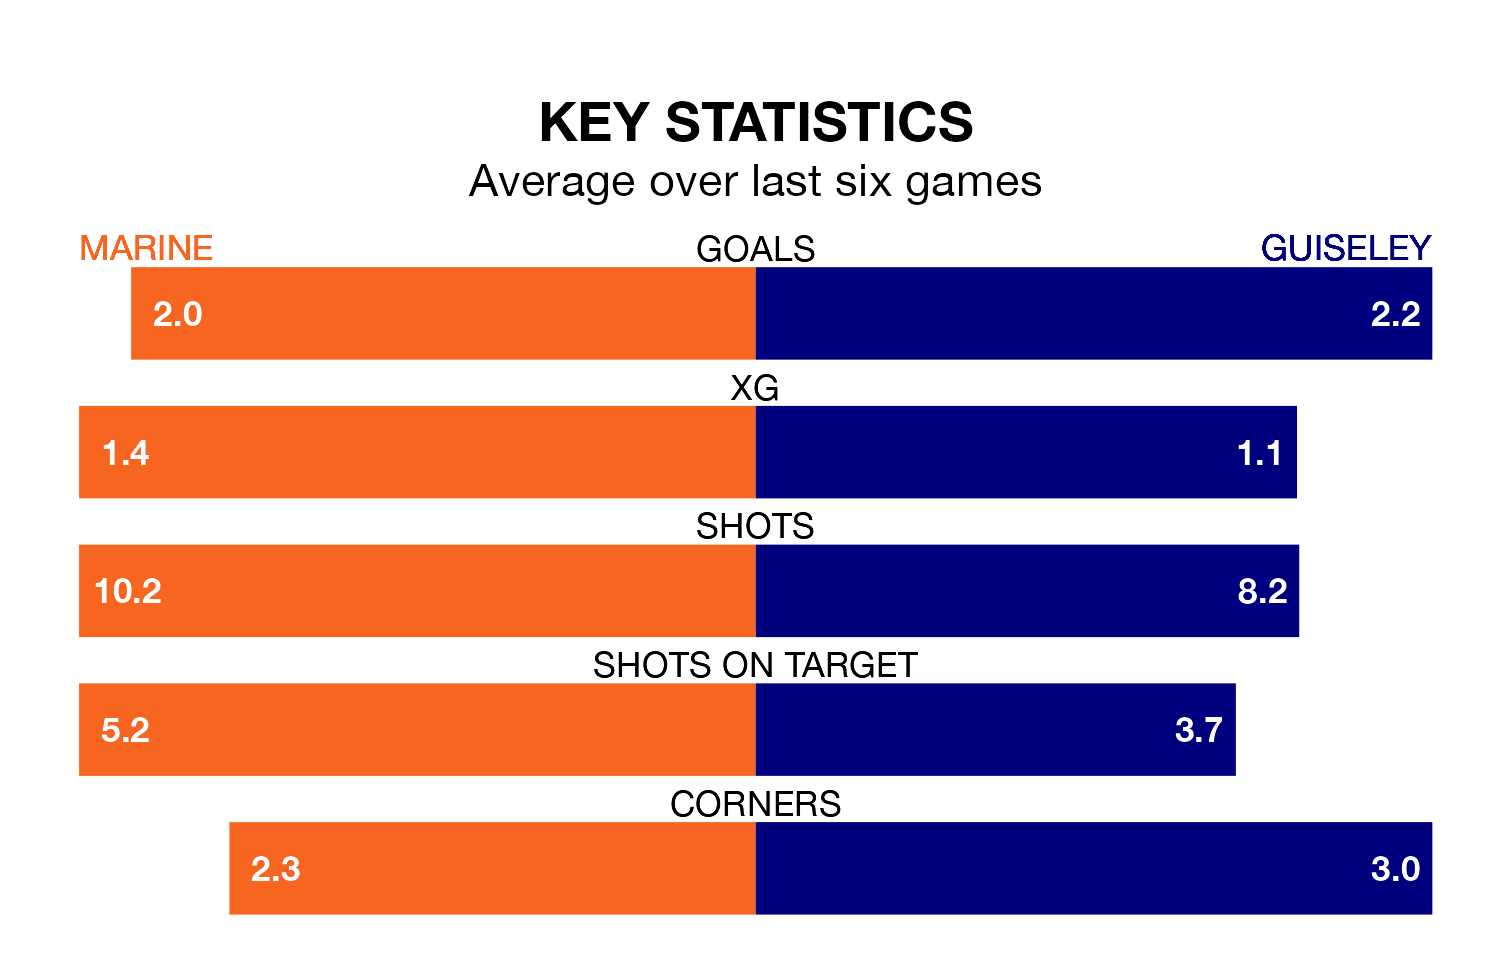 KEY STATISTICS
Average over last six games
MARINE GOALS GUISELEY
2.0 2.2
XG
1.4 1.1
SHOTS
10.2 8.2
SHOTS ON TARGET
5.2 3.7
CORNERS
2.3 3.0